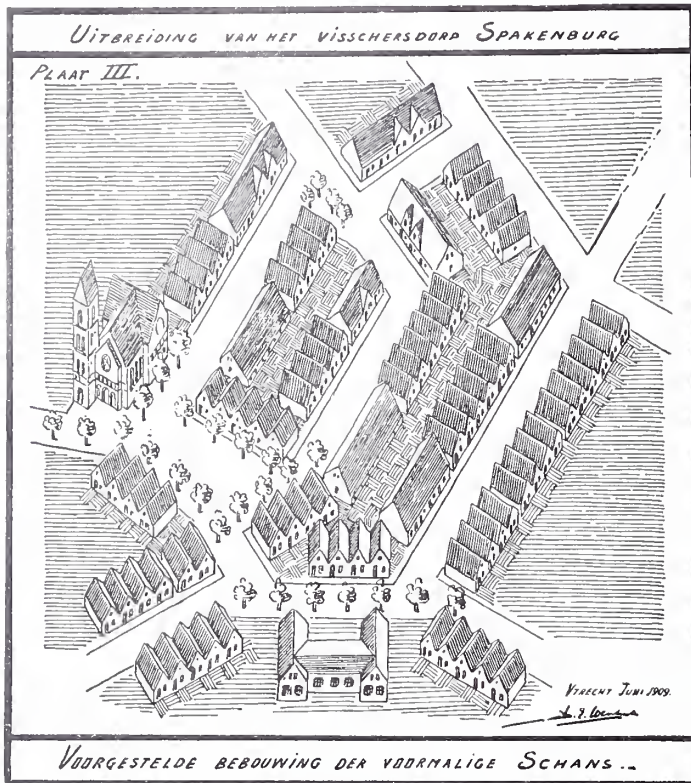 UITBREIDING VAN HET VISSCHERSDORP SPAKENBURG
PLAAT III.
UTRECHT JUNI 1909.
VOORGESTELDE BEBOUWING DER VOORMALIGE SCHANS.